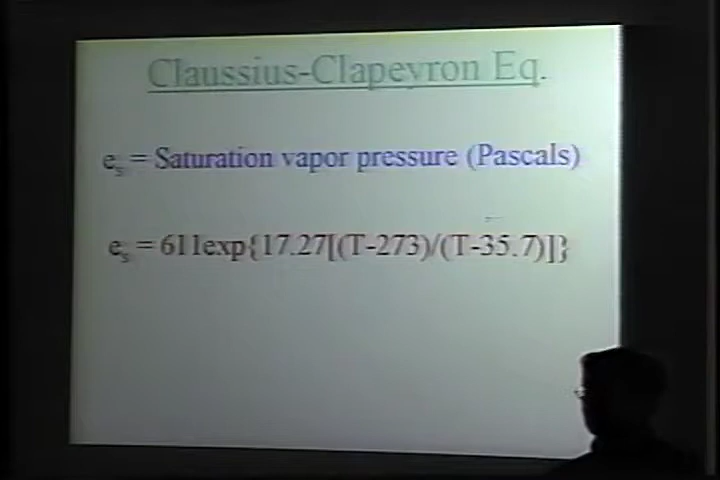 Claussius-Clapeyron Eq.
es = Saturation vapor pressure (Pascals)
es = 611exp{17.27[(T-273)/(T-35.7)]}